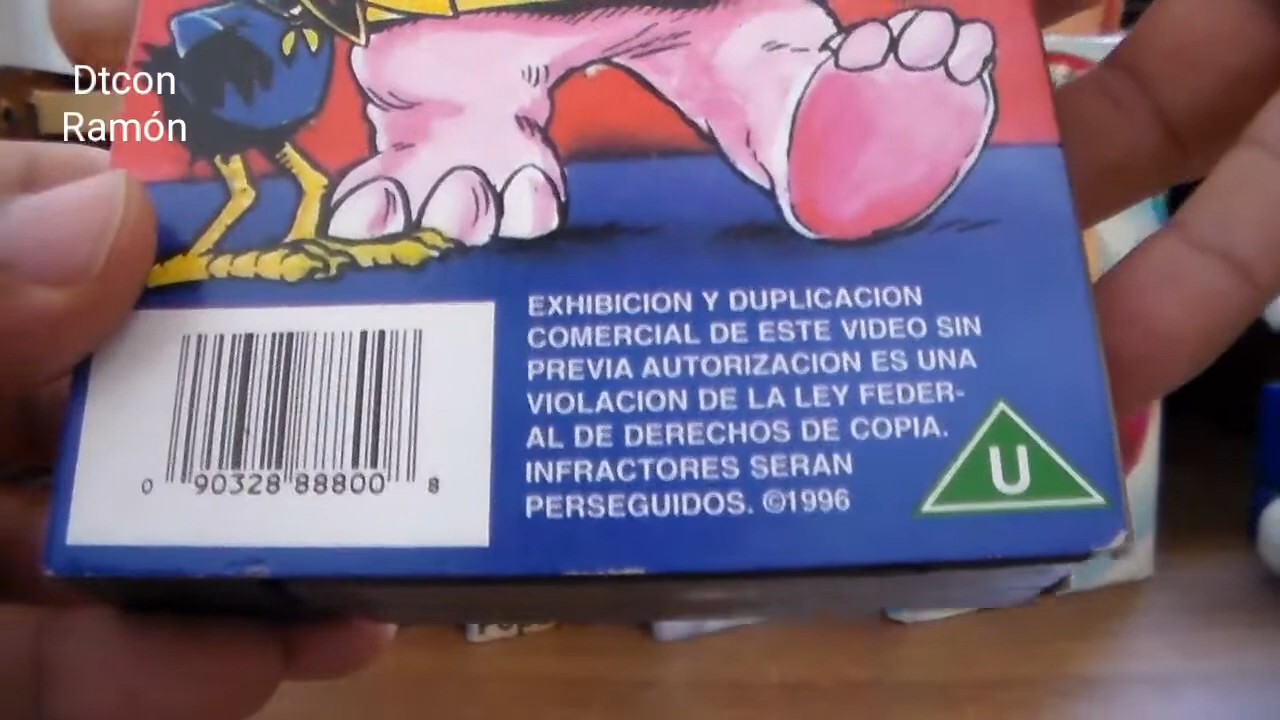 Dtcon
Ramón
EXHIBICION Y DUPLICACION
COMERCIAL DE ESTE VIDEO SIN
PREVIA AUTORIZACION ES UNA
VIOLACION DE LA LEY FEDER-
AL DE DERECHOS DE COPIA.
INFRACTORES SERAN
PERSEGUIDOS. ©1996
U
0 90328 88800 8